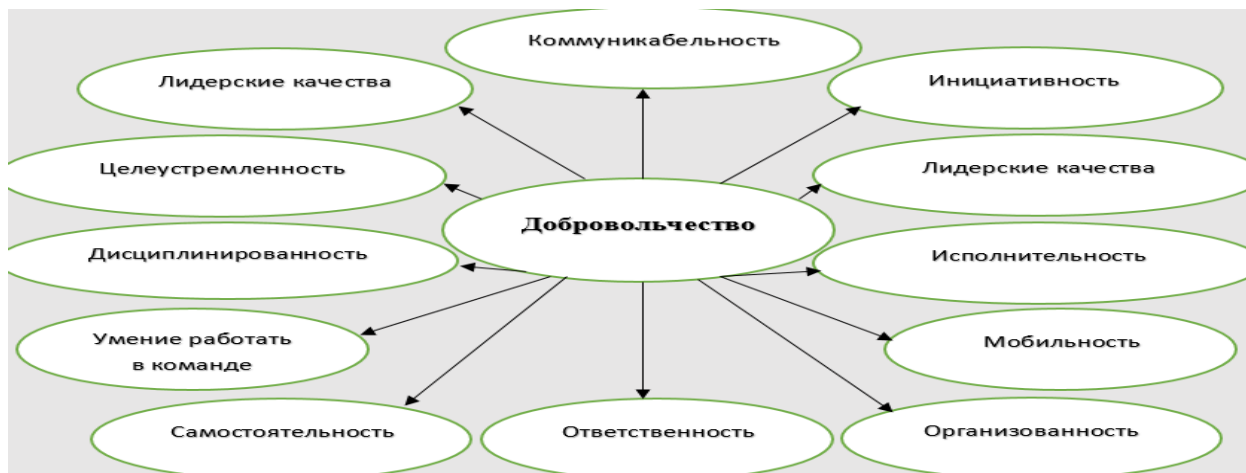 Коммуникабельность
Лидерские качества
Инициативность
Целеустремленность
Лидерские качества
Добровольчество
Дисциплинированность
Исполнительность
Умение работать
в команде
Мобильность
Самостоятельность
Ответственность
Организованность